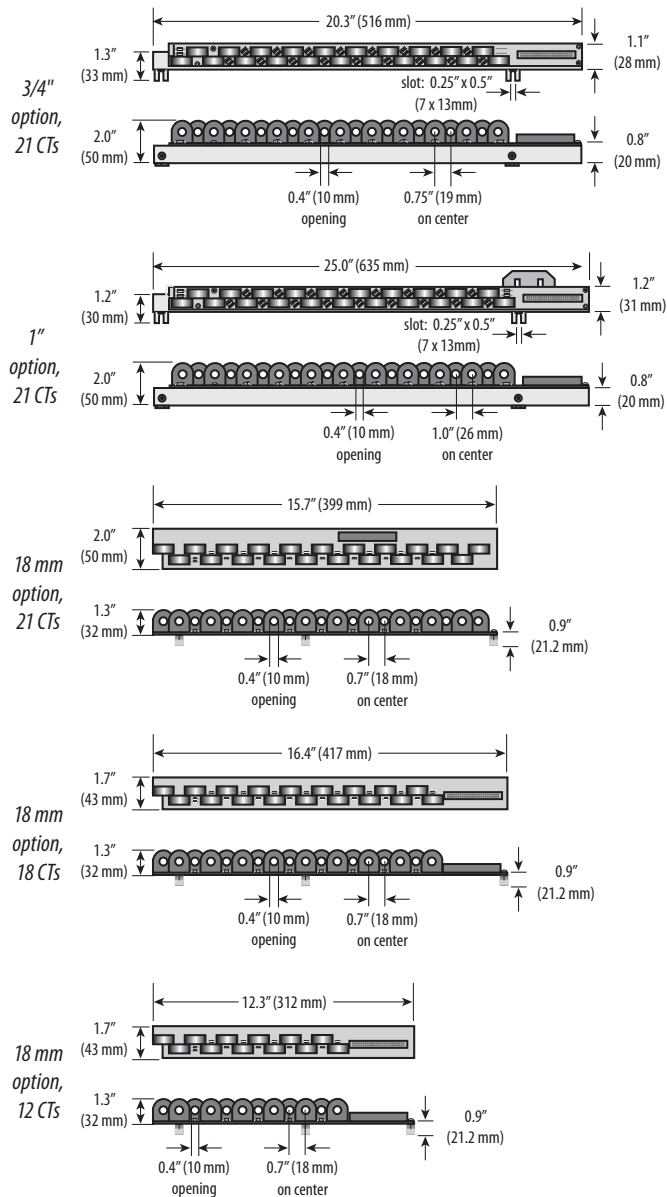 20.3” (516 mm)
1.3”
(33 mm)
1.1”
(28 mm)
slot: 0.25” x 0.5”
(7 x 13mm)
3/4"
option,
21 CTs
2.0”
(50 mm)
0.8”
(20 mm)
0.4” (10 mm)
opening
0.75” (19 mm)
on center
25.0” (635 mm)
1.2”
(30 mm)
1.2”
(31 mm)
slot: 0.25” x 0.5”
(7 x 13mm)
1”
option,
21 CTs
2.0”
(50 mm)
0.8”
(20 mm)
0.4” (10 mm)
opening
1.0” (26 mm)
on center
15.7” (399 mm)
2.0”
(50 mm)
18 mm
option,
21 CTs
1.3”
(32 mm)
0.9”
(21.2 mm)
0.4” (10 mm)
opening
0.7” (18 mm)
on center
16.4” (417 mm)
1.7”
(43 mm)
18 mm
option,
18 CTs
1.3”
(32 mm)
0.9”
(21.2 mm)
0.4” (10 mm)
opening
0.7” (18 mm)
on center
12.3” (312 mm)
1.7”
(43 mm)
18 mm
option,
12 CTs
1.3”
(32 mm)
0.9”
(21.2 mm)
0.4” (10 mm)
opening
0.7” (18 mm)
on center